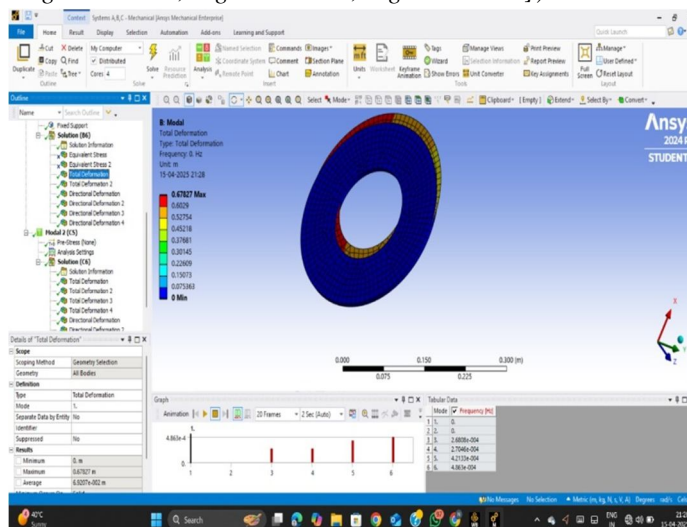 Context
Systems A,B,C - Mechanical [Ansys Mechanical Enterprise]
File Home Result Display Selection Automation Add-ons Learning and Support
Quick Launch
Duplicate
Cut
Delete
Copy
Find
Paste
Tree
Outline
My Computer
Distributed
Cores 4
Solve
Resource Prediction
Solve
Analysis
Named Selection
Coordinate System
Remote Point
Commands
Comment
Chart
Images
Section Plane
Annotation
Insert
Units
Worksheet
Keyframe Animation
Tags
Wizard
Show Errors
Manage Views
Selection Information
Unit Converter
Print Preview
Report Preview
Key Assignments
Tools
Full Screen
Manage
User Defined
Reset Layout
Layout
Outline
Name
Search Outline
Select
Mode
Clipboard
[ Empty ]
Extend
Select By
Convert
Fixed Support
Solution (B6)
Solution Information
Equivalent Stress
Equivalent Stress 2
Total Deformation
Total Deformation 2
Directional Deformation
Directional Deformation 2
Directional Deformation 3
Directional Deformation 4
Modal 2 (C5)
Pre-Stress (None)
Analysis Settings
Solution (C6)
Solution Information
Total Deformation
Total Deformation 2
Total Deformation 3
Total Deformation 4
Directional Deformation
Directional Deformation 2
B: Modal
Total Deformation
Type: Total Deformation
Frequency: 0. Hz
Unit: m
15-04-2025 21:28
0.67827 Max
0.6029
0.52754
0.45218
0.37681
0.30145
0.22609
0.15073
0.075363
0 Min
Ansys
2024
STUDENT
0.000 0.150 0.300 (m)
0.075 0.225
X
Z
Details of "Total Deformation"
Scope
Scoping Method Geometry Selection
Geometry All Bodies
Definition
Type Total Deformation
Mode 1.
Separate Data by Entity No
Identifier
Suppressed No
Results
Minimum 0. m
Maximum 0.67827 m
Average 6.9207e-002 m
Graph
Animation
20 Frames
2 Sec (Auto)
1.
4.863e-4
0.
1 2 3 4 5 6
Tabular Data
Mode Frequency [Hz]
1 1. 0.
2 2. 0.
3 3. 2.6808e-004
4 4. 2.7046e-004
5 5. 4.2133e-004
6 6. 4.863e-004
No Messages No Selection Metric (m, kg, N, s, V, A) Degrees rad/s
40°C
Sunny
Search
ENG
IN